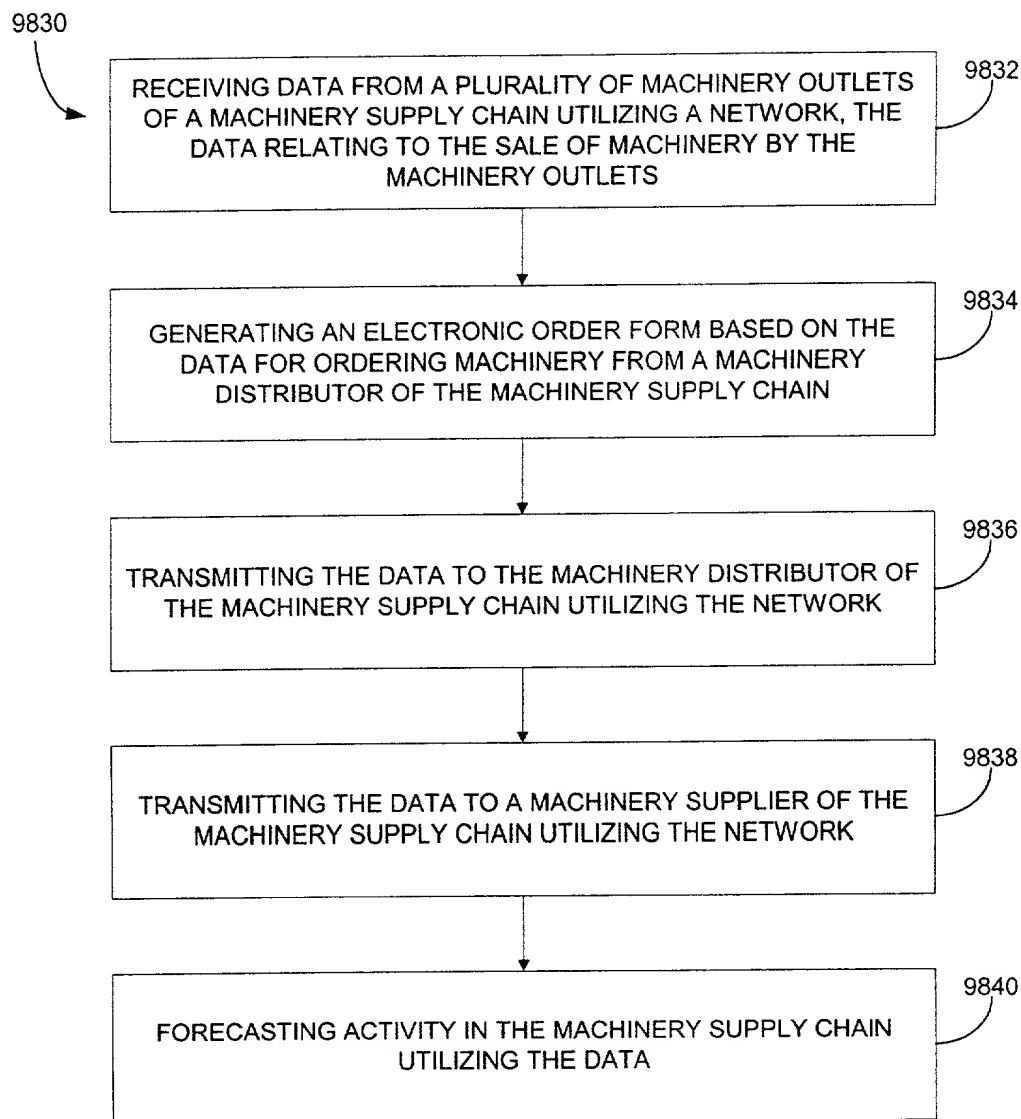 9830
9832
RECEIVING DATA FROM A PLURALITY OF MACHINERY OUTLETS
OF A MACHINERY SUPPLY CHAIN UTILIZING A NETWORK, THE
DATA RELATING TO THE SALE OF MACHINERY BY THE
MACHINERY OUTLETS
9834
GENERATING AN ELECTRONIC ORDER FORM BASED ON THE
DATA FOR ORDERING MACHINERY FROM A MACHINERY
DISTRIBUTOR OF THE MACHINERY SUPPLY CHAIN
9836
TRANSMITTING THE DATA TO THE MACHINERY DISTRIBUTOR OF
THE MACHINERY SUPPLY CHAIN UTILIZING THE NETWORK
9838
TRANSMITTING THE DATA TO A MACHINERY SUPPLIER OF THE
MACHINERY SUPPLY CHAIN UTILIZING THE NETWORK
9840
FORECASTING ACTIVITY IN THE MACHINERY SUPPLY CHAIN
UTILIZING THE DATA